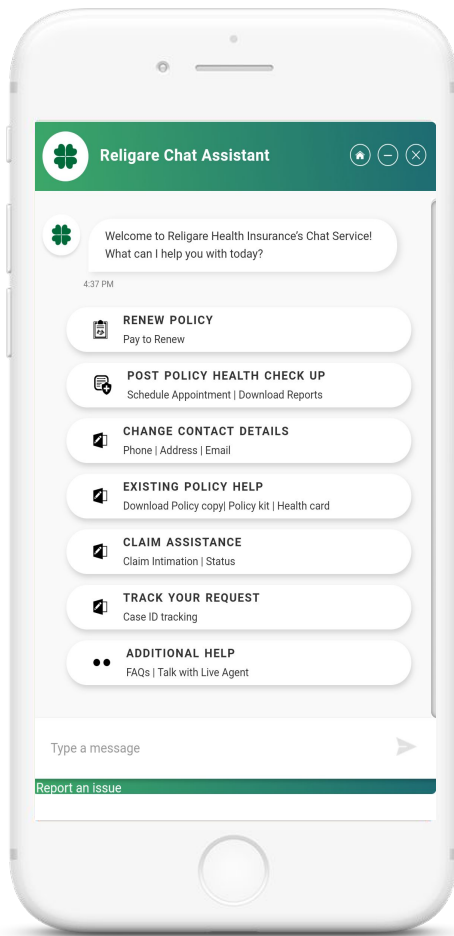 Religare Chat Assistant
Welcome to Religare Health Insurance's Chat Service!
What can I help you with today?
4:37 PM
RENEW POLICY
Pay to Renew
POST POLICY HEALTH CHECK UP
Schedule Appointment | Download Reports
CHANGE CONTACT DETAILS
Phone | Address | Email
EXISTING POLICY HELP
Download Policy copy| Policy kit | Health card
CLAIM ASSISTANCE
Claim Intimation | Status
TRACK YOUR REQUEST
Case ID tracking
ADDITIONAL HELP
FAQs | Talk with Live Agent
Type a message
Report an issue